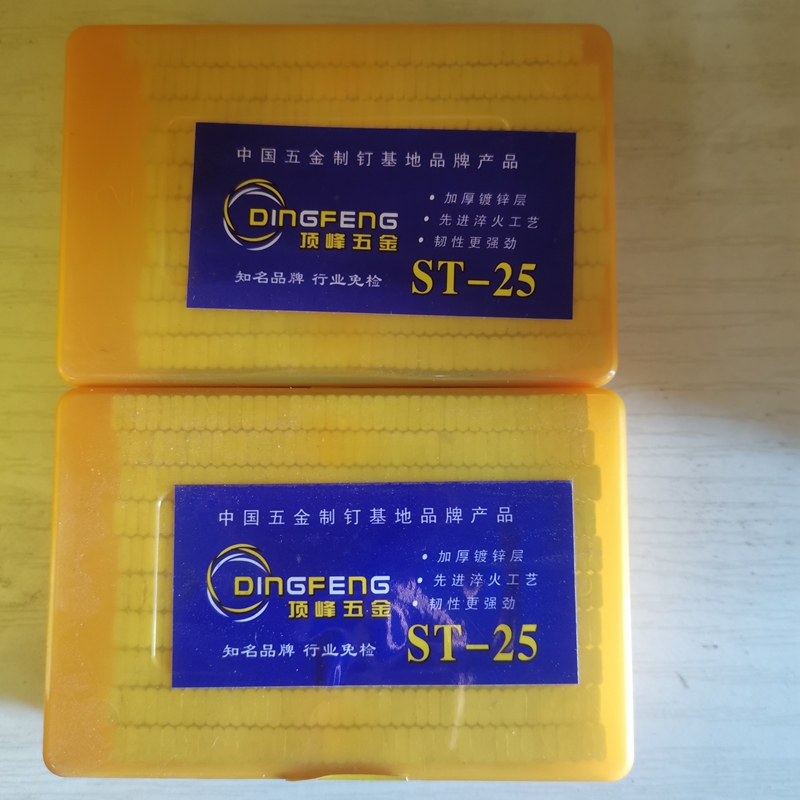 中国五金制钉基地品牌产品
DINGFENG
顶峰五金
• 加厚镀锌层
• 先进淬火工艺
• 韧性更强劲
知名品牌 行业免检
ST-25
中国五金制钉基地品牌产品
DINGFENG
顶峰五金
• 加厚镀锌层
• 先进淬火工艺
• 韧性更强劲
知名品牌 行业免检
ST-25